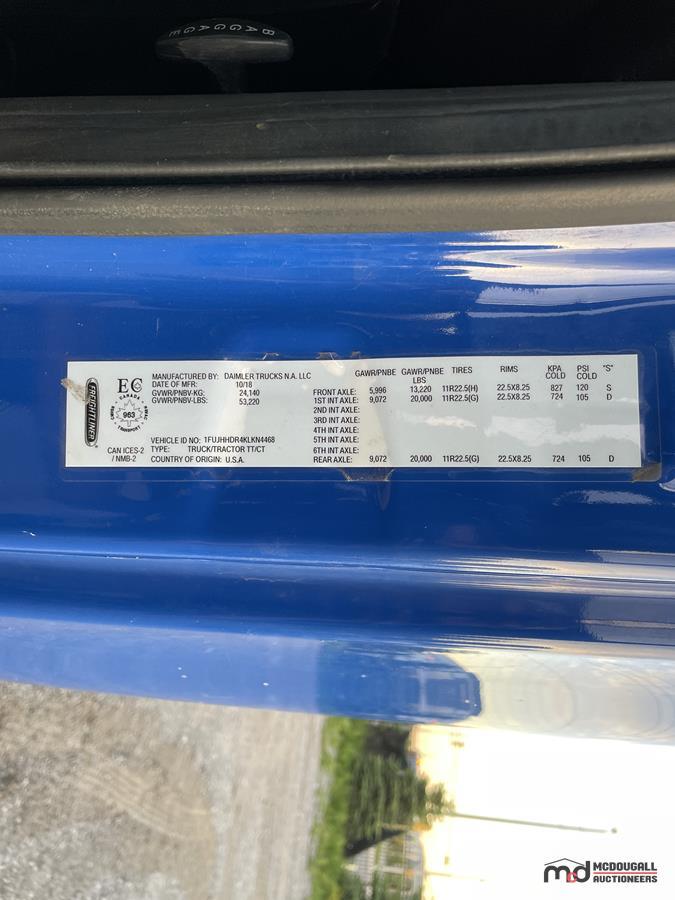 BAGGAGE
FREIGHTLINER
EC
CANADA
963
TRANSPORT
CAN ICES-2
/ NMB-2
MANUFACTURED BY: DAIMLER TRUCKS N.A. LLC
DATE OF MFR: 10/18
GVWR/PNBV-KG: 24,140
GVWR/PNBV-LBS: 53,220
VEHICLE ID NO: 1FUJHHDR4KLKN4468
TYPE: TRUCK/TRACTOR TT/CT
COUNTRY OF ORIGIN: U.S.A.
GAWR/PNBE GAWR/PNBE LBS TIRES RIMS KPA COLD PSI COLD "S"
FRONT AXLE: 5,996 13,220 11R22.5(H) 22.5X8.25 827 120 S
1ST INT AXLE: 9,072 20,000 11R22.5(G) 22.5X8.25 724 105 D
2ND INT AXLE:
3RD INT AXLE:
4TH INT AXLE:
5TH INT AXLE:
6TH INT AXLE:
REAR AXLE: 9,072 20,000 11R22.5(G) 22.5X8.25 724 105 D
md MCDOUGALL
AUCTIONEERS